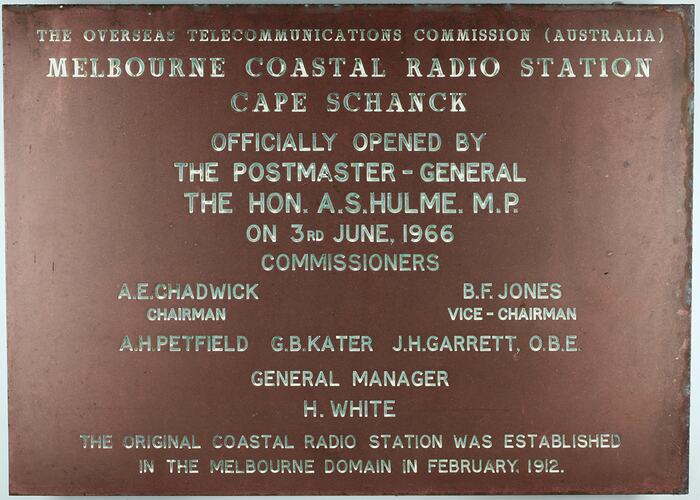 THE OVERSEAS TELECOMMUNICATIONS COMMISSION (AUSTRALIA)
MELBOURNE COASTAL RADIO STATION
CAPE SCHANCK
OFFICIALLY OPENED BY
THE POSTMASTER-GENERAL
THE HON. A.S.HULME. M.P.
ON 3RD JUNE, 1966
COMMISSIONERS
A.E.CHADWICK B.F. JONES
CHAIRMAN VICE-CHAIRMAN
A.H.PETFIELD G.B.KATER J.H.GARRETT, O.B.E.
GENERAL MANAGER
H. WHITE
THE ORIGINAL COASTAL RADIO STATION WAS ESTABLISHED
IN THE MELBOURNE DOMAIN IN FEBRUARY, 1912.